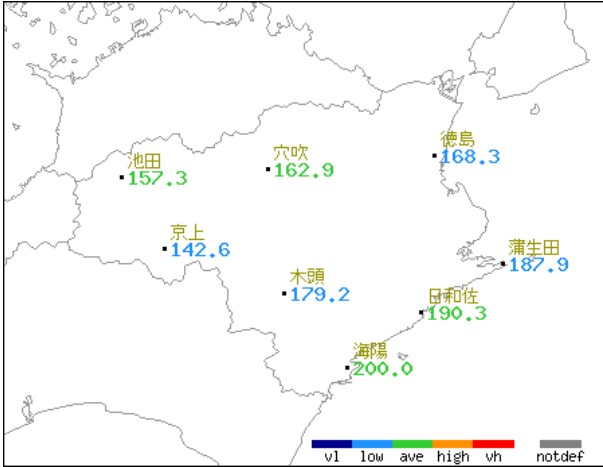 徳島
168.3
穴吹
162.9
池田
157.3
京上
142.6
蒲生田
187.9
木頭
179.2
日和佐
190.3
海陽
200.0
vl low ave high vh notdef